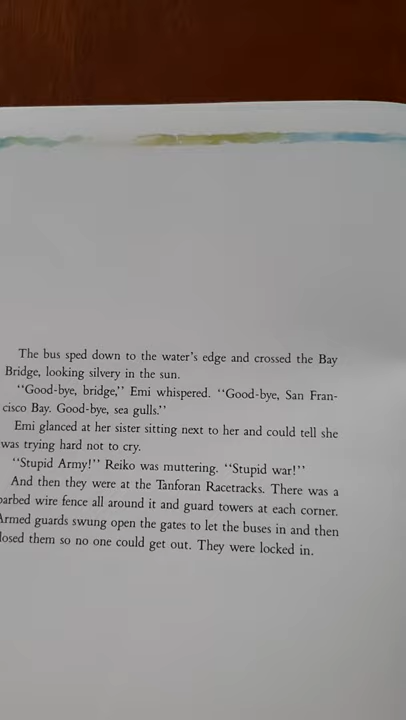 The bus sped down to the water's edge and crossed the Bay
Bridge, looking silvery in the sun.
"Good-bye, bridge," Emi whispered. "Good-bye, San Fran-
cisco Bay. Good-bye, sea gulls."
Emi glanced at her sister sitting next to her and could tell she
was trying hard not to cry.
"Stupid Army!" Reiko was muttering. "Stupid war!"
And then they were at the Tanforan Racetracks. There was a
barbed wire fence all around it and guard towers at each corner.
Armed guards swung open the gates to let the buses in and then
losed them so no one could get out. They were locked in.